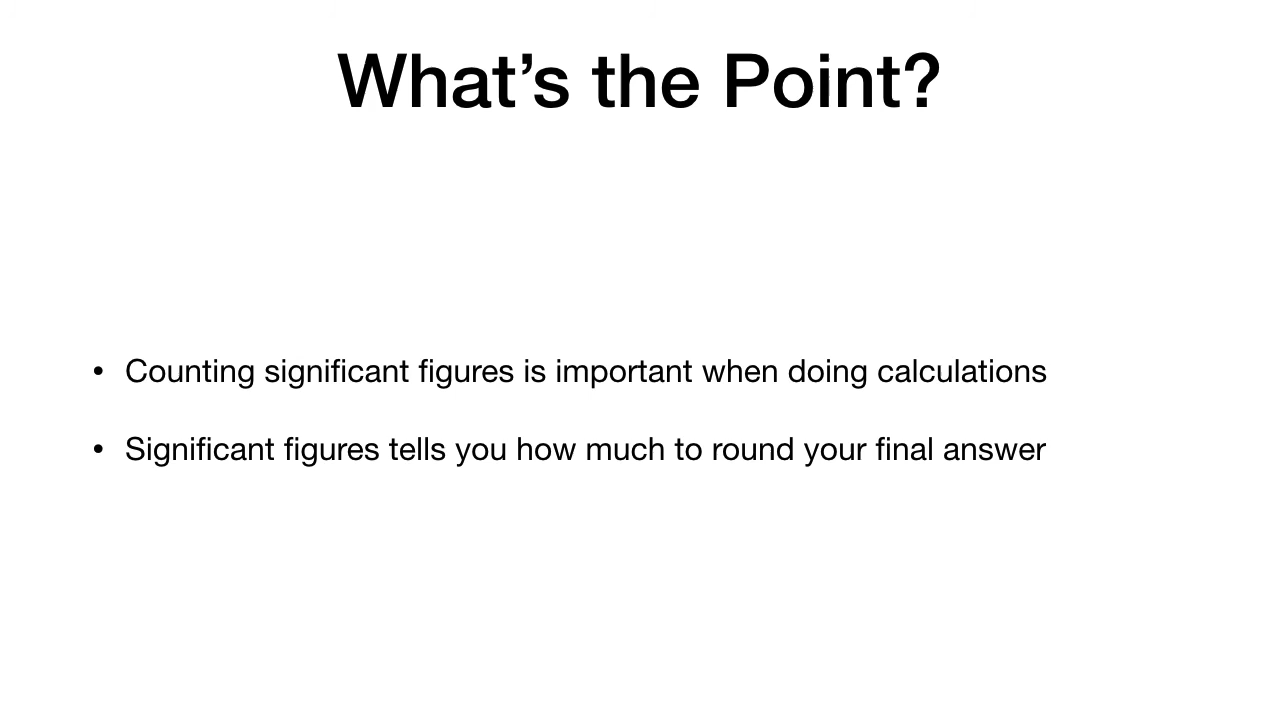 What’s the Point?
• Counting significant figures is important when doing calculations
• Significant figures tells you how much to round your final answer